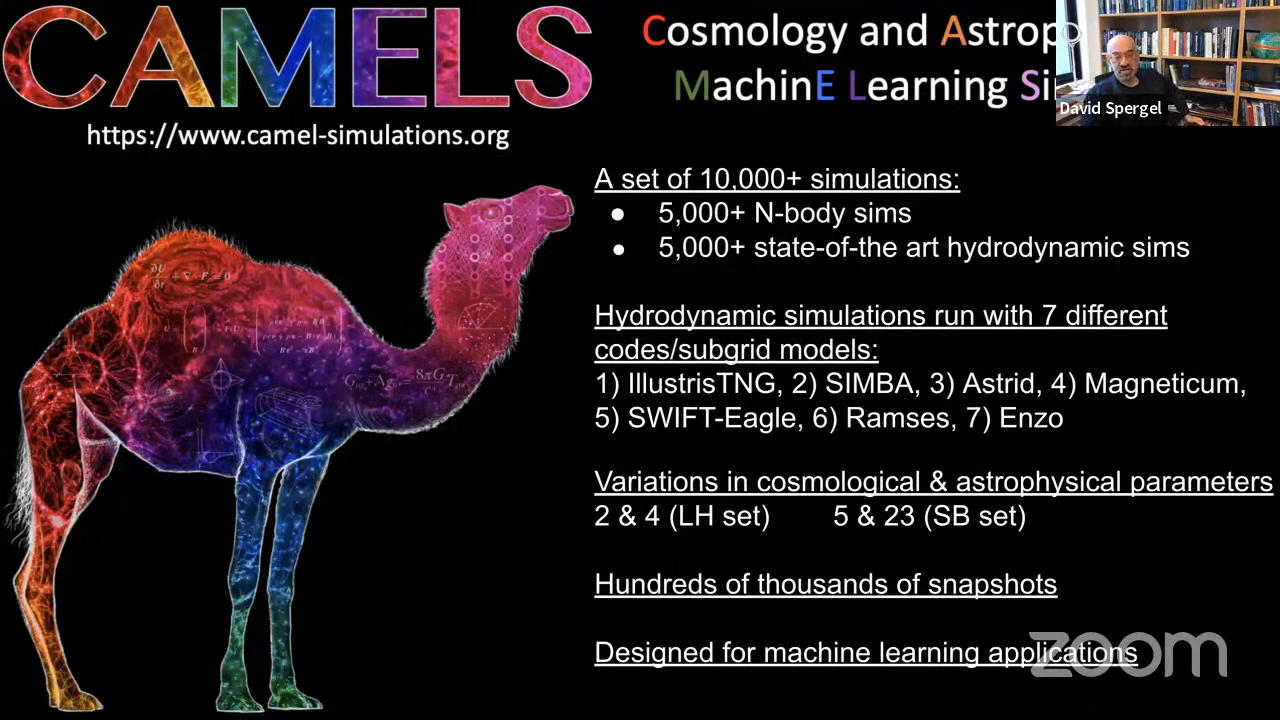 CAMELS
Cosmology and Astrop
MachinE Learning Si
David Spergel
https://www.camel-simulations.org
A set of 10,000+ simulations:
● 5,000+ N-body sims
● 5,000+ state-of-the art hydrodynamic sims
Hydrodynamic simulations run with 7 different
codes/subgrid models:
1) IllustrisTNG, 2) SIMBA, 3) Astrid, 4) Magneticum,
5) SWIFT-Eagle, 6) Ramses, 7) Enzo
Variations in cosmological & astrophysical parameters
2 & 4 (LH set) 5 & 23 (SB set)
Hundreds of thousands of snapshots
Designed for machine learning applications
zoom